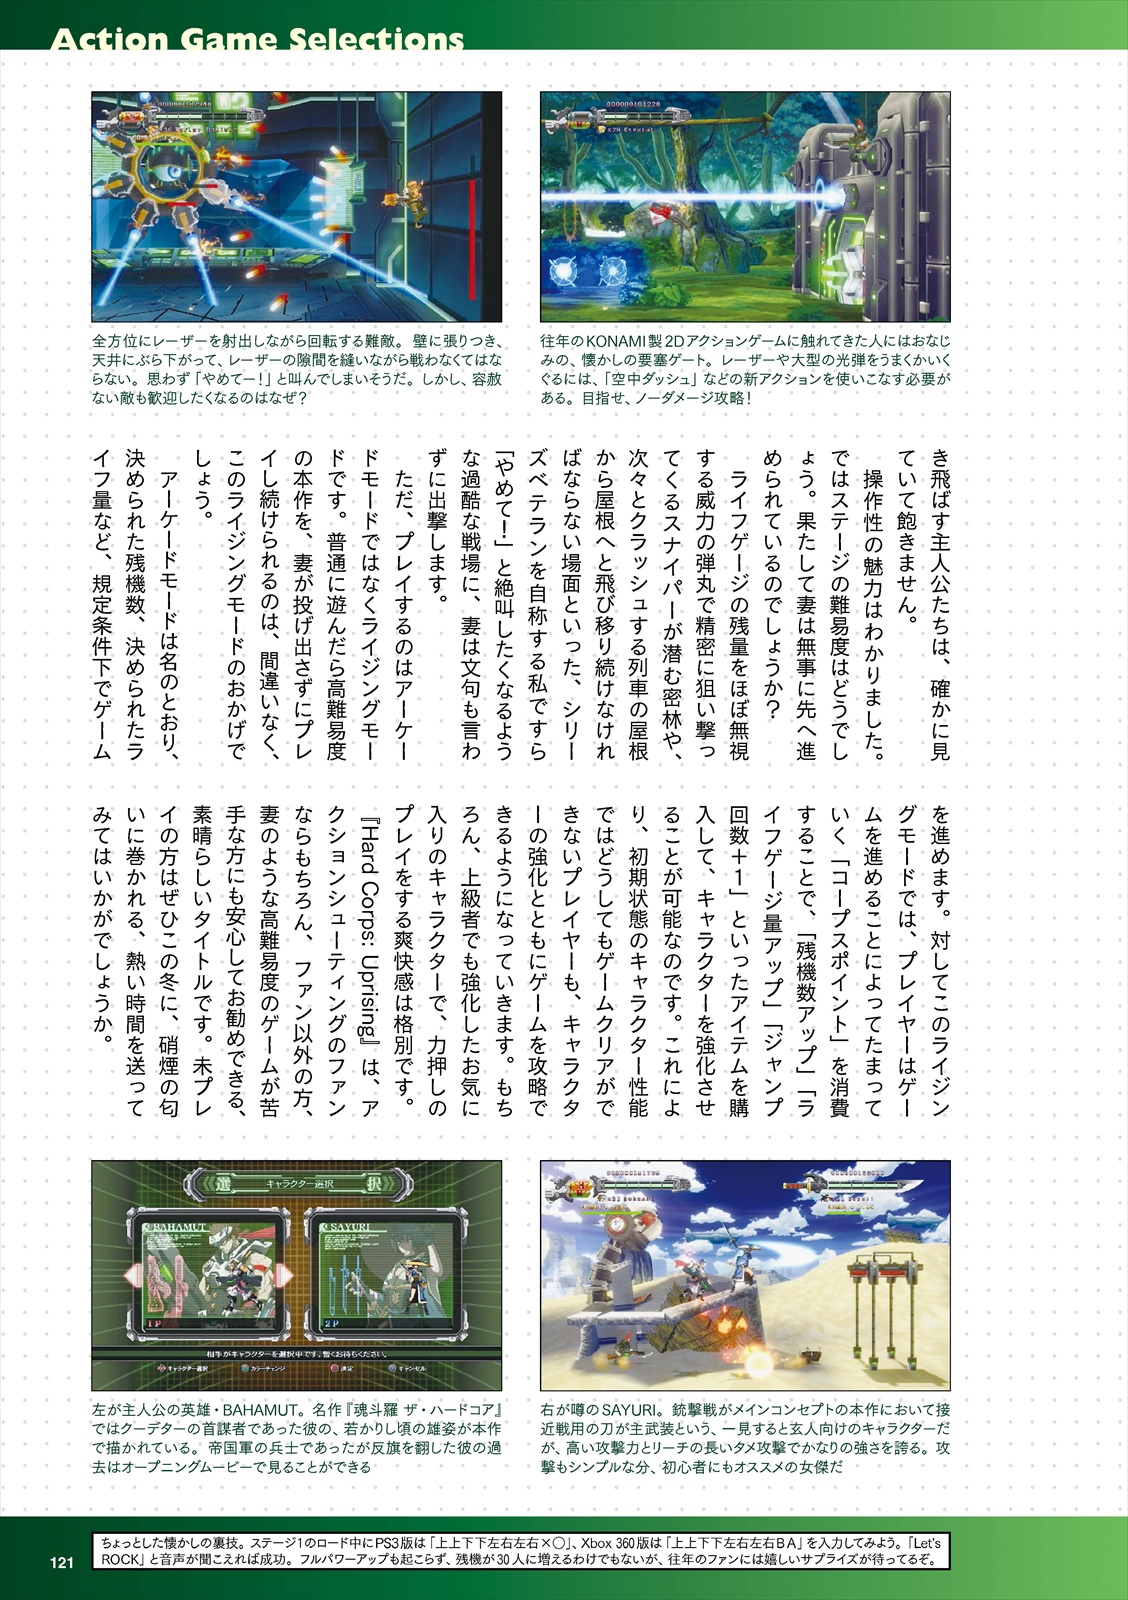 Action Game Selections
全方位にレーザーを射出しながら回転する難敵。壁に張りつき、
天井にぶら下がって、レーザーの隙間を縫いながら戦わなくてはな
らない。思わず「やめてー！」と叫んでしまいそうだ。しかし、容赦
ない敵も歓迎したくなるのはなぜ？
000000101220
往年のKONAMI製2Dアクションゲームに触れてきた人にはおなじ
みの、懐かしの要塞ゲート。レーザーや大型の光弾をうまくかいく
ぐるには、「空中ダッシュ」などの新アクションを使いこなす必要が
ある。目指せ、ノーダメージ攻略！
き飛ばす主人公たちは、確かに見
ていて飽きません。
操作性の魅力はわかりました。
ではステージの難易度はどうでし
ょう。果たして妻は無事に先へ進
められているのでしょうか？
ライフゲージの残量をほぼ無視
する威力の弾丸で精密に狙い撃っ
てくるスナイパーが潜む密林や、
次々とクラッシュする列車の屋根
から屋根へと飛び移り続けなけれ
ばならない場面といった、シリー
ズベテランを自称する私ですら
「やめて！」と絶叫したくなるよう
な過酷な戦場に、妻は文句も言わ
ずに出撃します。
ただ、プレイするのはアーケー
ドモードではなくライジングモー
ドです。普通に遊んだら高難易度
の本作を、妻が投げ出さずにプレ
イし続けられるのは、間違いなく、
このライジングモードのおかげで
しょう。
アーケードモードは名のとおり、
決められた残機数、決められたラ
イフ量など、規定条件下でゲーム
を進めます。対してこのライジン
グモードでは、プレイヤーはゲー
ムを進めることによってたまって
いく「コープスポイント」を消費
することで、「残機数アップ」「ラ
イフゲージ量アップ」「ジャンプ
回数＋1」といったアイテムを購
入して、キャラクターを強化させ
ることが可能なのです。これによ
り、初期状態のキャラクター性能
ではどうしてもゲームクリアがで
きないプレイヤーも、キャラクタ
ーの強化とともにゲームを攻略で
きるようになっていきます。もち
ろん、上級者でも強化したお気に
入りのキャラクターで、力押しの
プレイをする爽快感は格別です。
『Hard Corps: Uprising』は、ア
クションシューティングのファン
ならもちろん、ファン以外の方、
妻のような高難易度のゲームが苦
手な方にも安心してお勧めできる、
素晴らしいタイトルです。未プレ
イの方はぜひこの冬に、硝煙の匂
いに巻かれる、熱い時間を送って
みてはいかがでしょうか。
選 キャラクター選択 択
BAHAMUT
SAYURI
1P
2P
相手がキャラクターを選択中です。暫くお待ちください。
キャラクター選択 カラーチェンジ 決定 キャンセル
左が主人公の英雄・BAHAMUT。名作『魂斗羅 ザ・ハードコア』
ではクーデターの首謀者であった彼の、若かりし頃の雄姿が本作
で描かれている。帝国軍の兵士であったが反旗を翻した彼の過
去はオープニングムービーで見ることができる
右が噂のSAYURI。銃撃戦がメインコンセプトの本作において接
近戦用の刀が主武装という、一見すると玄人向けのキャラクターだ
が、高い攻撃力とリーチの長いタメ攻撃でかなりの強さを誇る。攻
撃もシンプルな分、初心者にもオススメの女傑だ
ちょっとした懐かしの裏技。ステージ1のロード中にPS3版は「上上下下左右左右×○」、Xbox 360版は「上上下下左右左右BA」を入力してみよう。「Let's
ROCK」と音声が聞こえれば成功。フルパワーアップも起こらず、残機が30人に増えるわけでもないが、往年のファンには嬉しいサプライズが待ってるぞ。
121